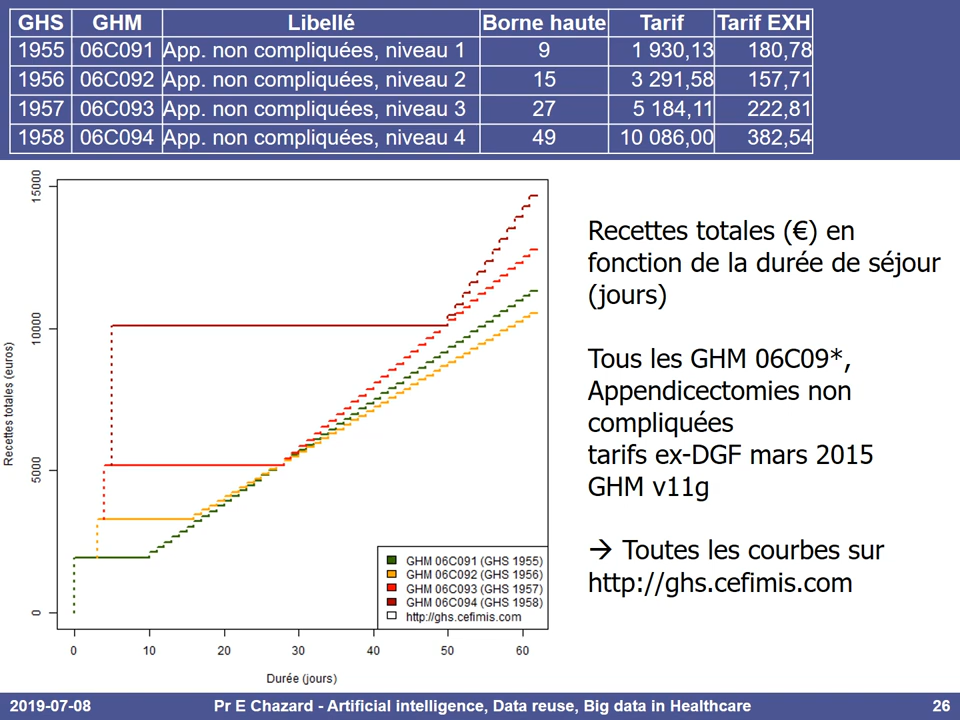 GHS GHM Libellé Borne haute Tarif Tarif EXH
1955 06C091 App. non compliquées, niveau 1 9 1 930,13 180,78
1956 06C092 App. non compliquées, niveau 2 15 3 291,58 157,71
1957 06C093 App. non compliquées, niveau 3 27 5 184,11 222,81
1958 06C094 App. non compliquées, niveau 4 49 10 086,00 382,54
Recettes totales (euros)
15000
10000
5000
0
0 10 20 30 40 50 60
Durée (jours)
GHM 06C091 (GHS 1955)
GHM 06C092 (GHS 1956)
GHM 06C093 (GHS 1957)
GHM 06C094 (GHS 1958)
http://ghs.cefimis.com
Recettes totales (€) en
fonction de la durée de séjour
(jours)
Tous les GHM 06C09*,
Appendicectomies non
compliquées
tarifs ex-DGF mars 2015
GHM v11g
→ Toutes les courbes sur
http://ghs.cefimis.com
2019-07-08 Pr E Chazard - Artificial intelligence, Data reuse, Big data in Healthcare 26